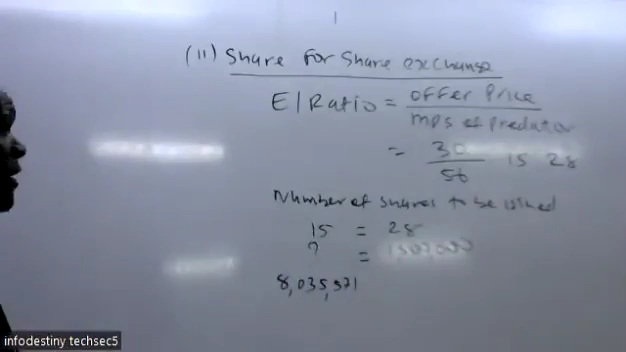 (ii) Share for Share exchange
E/Ratio = offer Price
mps of predator
= 30
56
15 28
Number of shares to be issued
15 = 28
? =
8,035,571
infodestiny techsec5